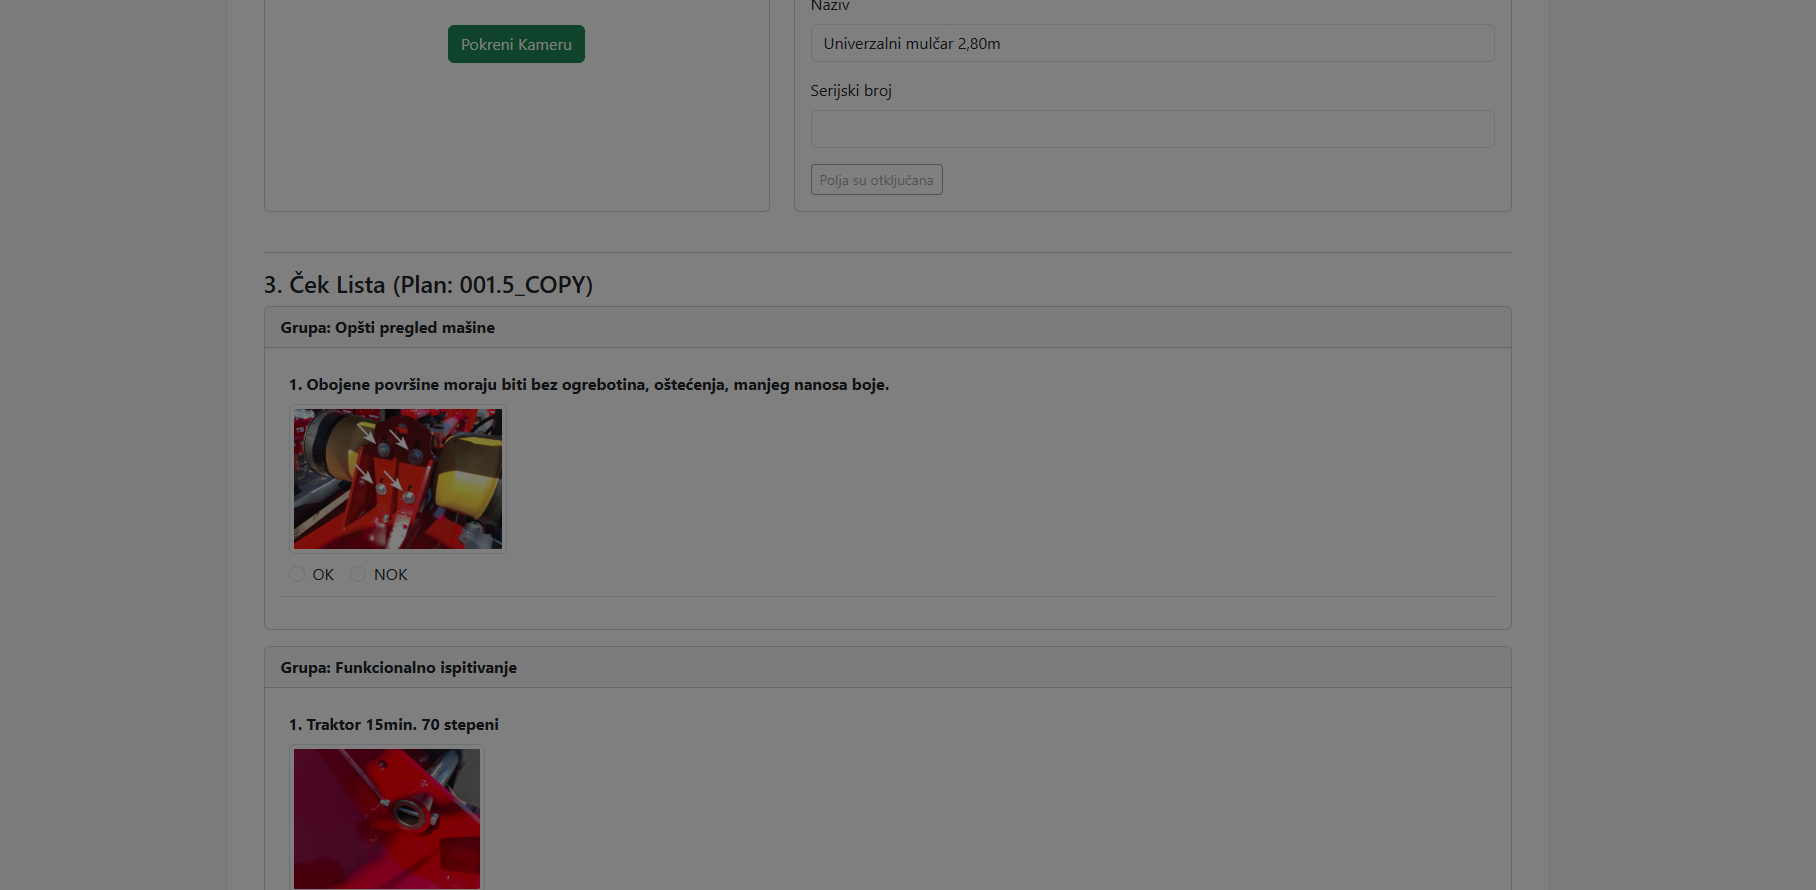 Naziv
Pokreni Kameru
Univerzalni mulčar 2,80m
Serijski broj
Polja su otključana
3. Ček Lista (Plan: 001.5_COPY)
Grupa: Opšti pregled mašine
1. Obojene površine moraju biti bez ogrebotina, oštećenja, manjeg nanosa boje.
OK
NOK
Grupa: Funkcionalno ispitivanje
1. Traktor 15min. 70 stepeni